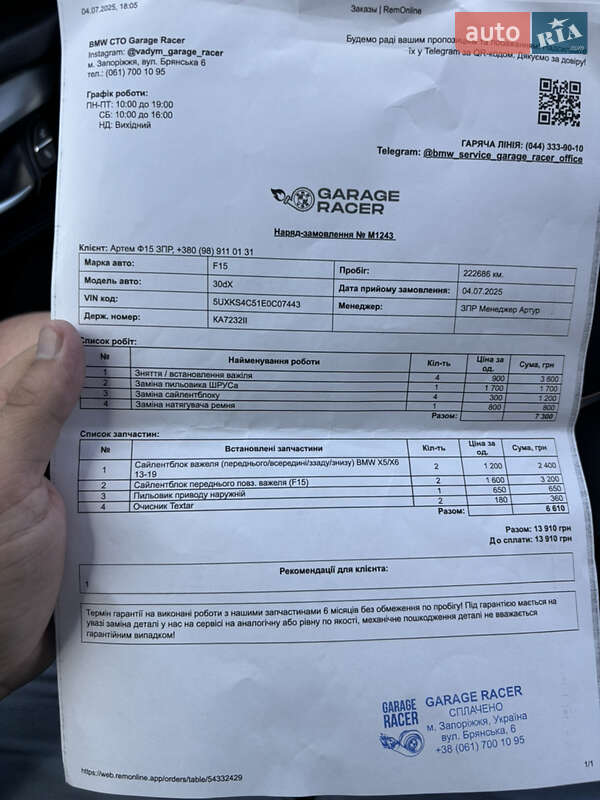 04.07.2025, 18:05
Заказы | RemOnline
auto RIA.com
BMW СТО Garage Racer
Instagram: @vadym_garage_racer
м. Запоріжжя, вул. Брянська 6
тел.: (061) 700 10 95
Будемо раді вашим пропозиціям та побажанням
їх у Telegram за QR-кодом. Дякуємо за довіру!
Графік роботи:
ПН-ПТ: 10:00 до 19:00
СБ: 10:00 до 16:00
НД: Вихідний
ГАРЯЧА ЛІНІЯ: (044) 333-90-10
Telegram: @bmw_service_garage_racer_office
GARAGE
RACER
Наряд-замовлення № M1243
Клієнт: Артем Ф15 ЗПР, +380 (98) 911 01 31
Марка авто: F15 Пробіг: 222686 км.
Модель авто: 30dX Дата прийому замовлення: 04.07.2025
VIN код: 5UXKS4C51E0C07443 Менеджер: ЗПР Менеджер Артур
Держ. номер: KA7232II
Список робіт:
№ Найменування роботи Кіл-ть Ціна за од. Сума, грн
1 Зняття / встановлення важіля 4 900 3 600
2 Заміна пильовика ШРУСа 1 1 700 1 700
3 Заміна сайлентблоку 4 300 1 200
4 Заміна натягувача ремня 1 800 800
Разом: 7 300
Список запчастин:
№ Встановлені запчастини Кіл-ть Ціна за од. Сума, грн
1 Сайлентблок важеля (переднього/всередині/ззаду/знизу) BMW X5/X6 13-19 2 1 200 2 400
2 Сайлентблок переднього повз. важеля (F15) 2 1 600 3 200
3 Пильовик приводу наружній 1 650 650
4 Очисник Textar 2 180 360
Разом: 6 610
Разом: 13 910 грн
До сплати: 13 910 грн
Рекомендації для клієнта:
1
Термін гарантії на виконані роботи з нашими запчастинами 6 місяців без обмеження по пробігу! Під гарантією мається на
увазі заміна деталі у нас на сервісі на аналогічну або рівну по якості, механічне пошкодження деталі не вважається
гарантійним випадком!
GARAGE
RACER
GARAGE RACER
СПЛАЧЕНО
м. Запоріжжя, Україна
вул. Брянська, 6
+38 (061) 700 10 95
https://web.remonline.app/orders/table/54332429
1/1